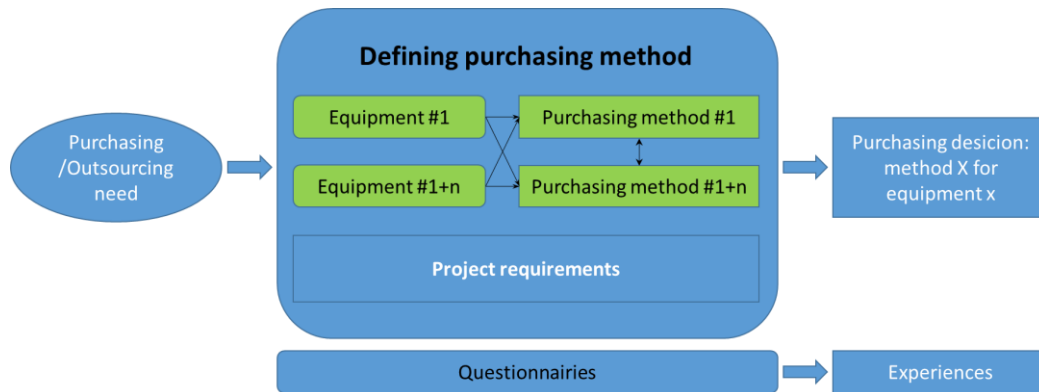 Defining purchasing method
Equipment #1
Purchasing method #1
Purchasing
/Outsourcing
need
Equipment #1+n
Purchasing method #1+n
Purchasing desicion:
method X for
equipment x
Project requirements
Questionnairies
Experiences